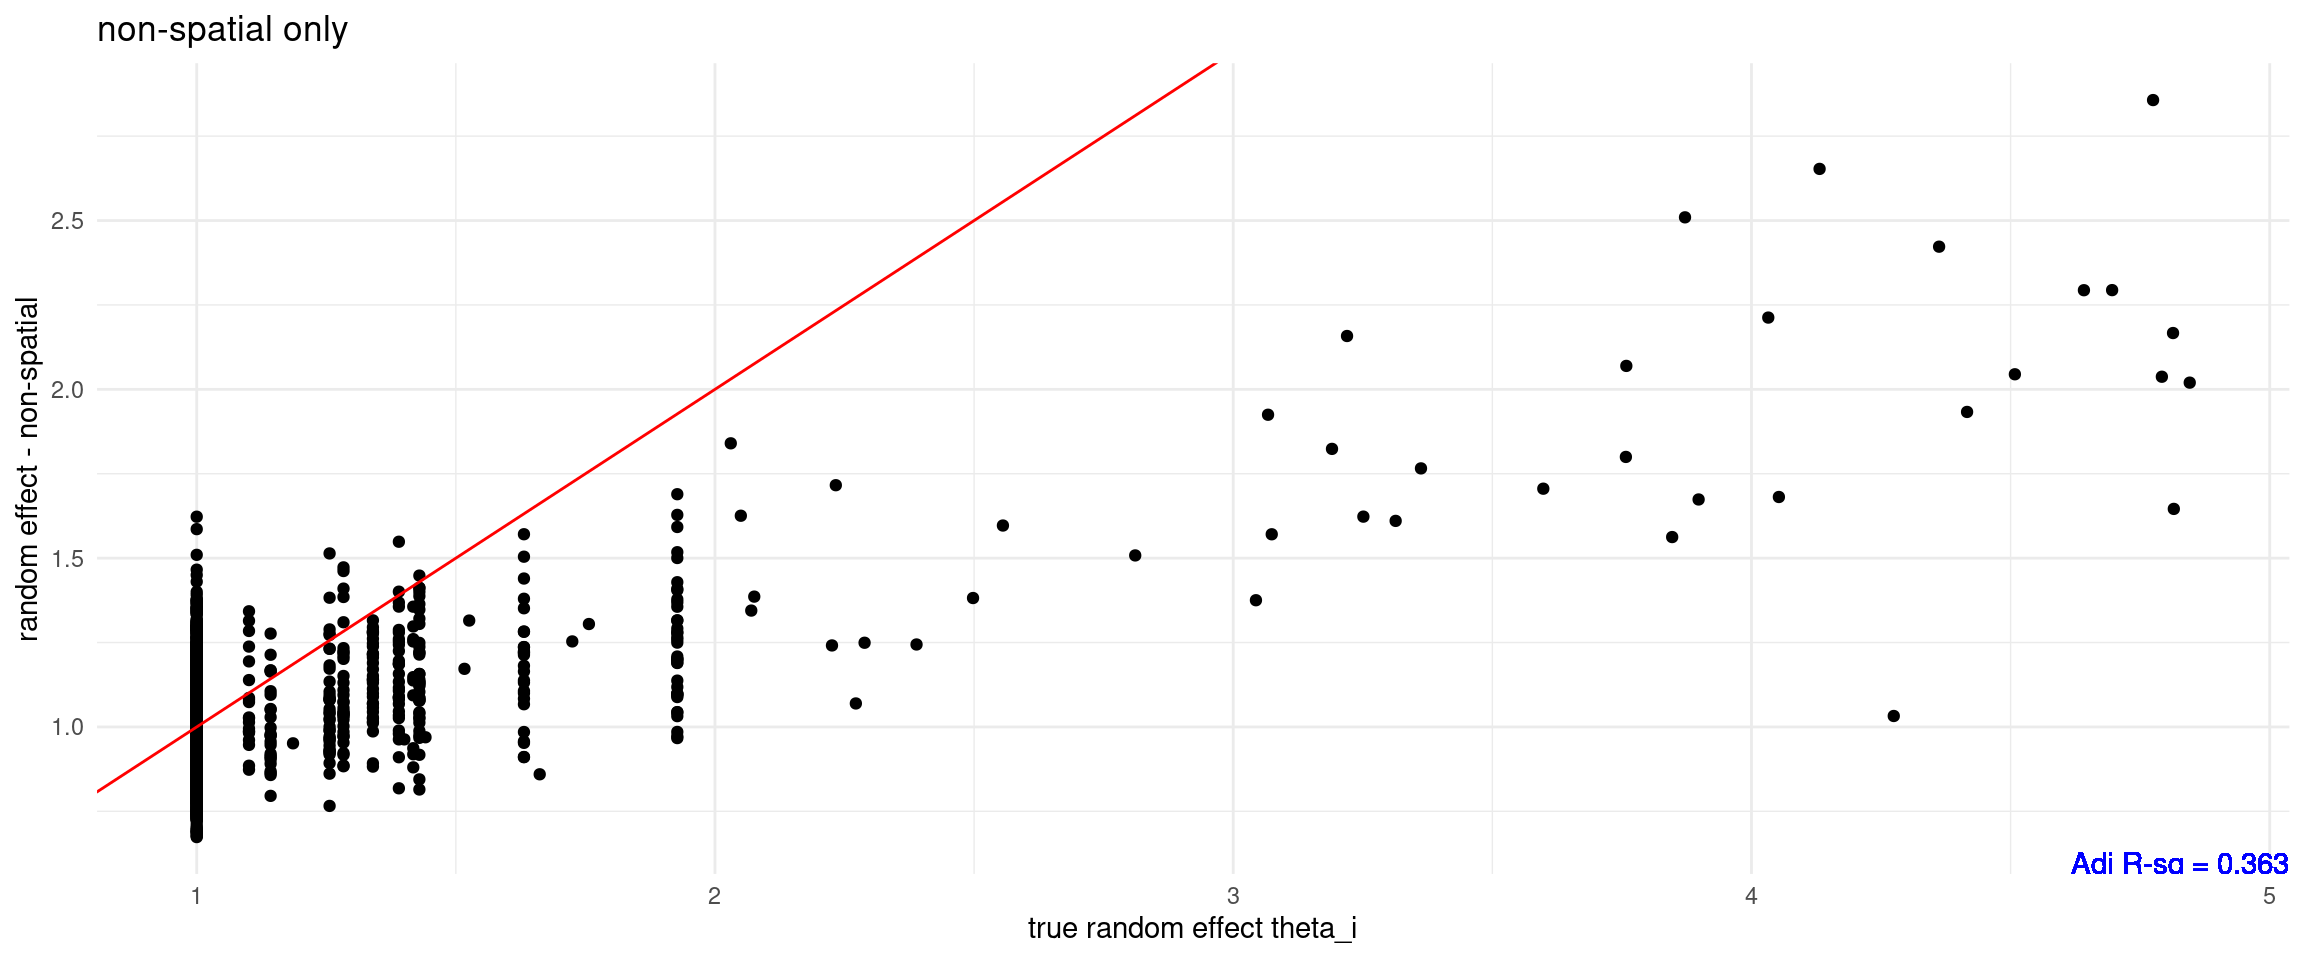 non-spatial only
random effect - non-spatial
2.5
2.0
1.5
1.0
Adj R-sq = 0.363
1
2
3
4
5
true random effect theta_i